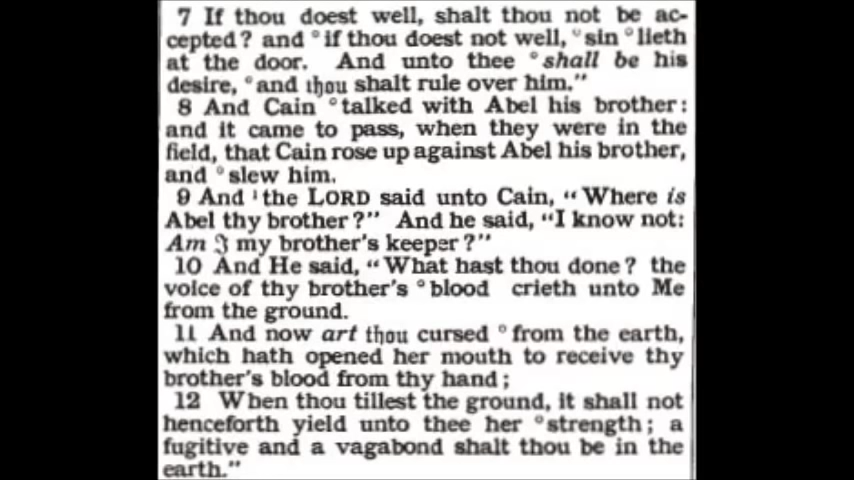 7 If thou doest well, shalt thou not be ac-
cepted? and °if thou doest not well, °sin °lieth
at the door. And unto thee °shall be his
desire, °and thou shalt rule over him."
8 And Cain °talked with Abel his brother:
and it came to pass, when they were in the
field, that Cain rose up against Abel his brother,
and °slew him.
9 And ¹the LORD said unto Cain, "Where is
Abel thy brother?" And he said, "I know not:
Am I my brother's keeper?"
10 And He said, "What hast thou done? the
voice of thy brother's °blood crieth unto Me
from the ground.
11 And now art thou cursed °from the earth,
which hath opened her mouth to receive thy
brother's blood from thy hand;
12 When thou tillest the ground, it shall not
henceforth yield unto thee her °strength; a
fugitive and a vagabond shalt thou be in the
earth."